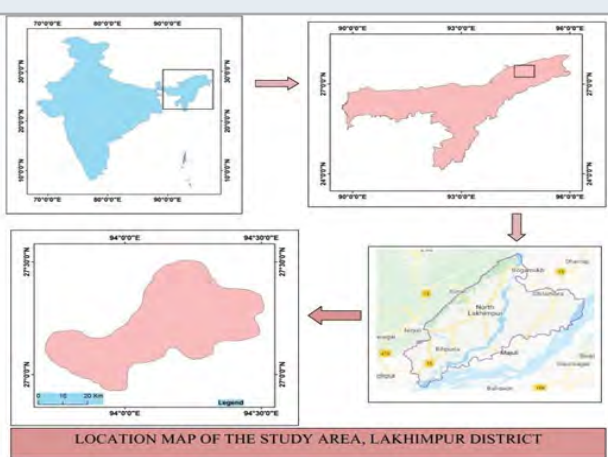 70°0'0"E 80°0'0"E 90°0'0"E
30°0'0"N 30°0'0"N
20°0'0"N 20°0'0"N
10°0'0"N 10°0'0"N
70°0'0"E 80°0'0"E 90°0'0"E
90°0'0"E 93°0'0"E 96°0'0"E
27°0'0"N 27°0'0"N
24°0'0"N 24°0'0"N
90°0'0"E 93°0'0"E 96°0'0"E
94°0'0"E 94°30'0"E
27°30'0"N 27°30'0"N
27°0'0"N 27°0'0"N
0 10 20 Km
Legend
94°0'0"E 94°30'0"E
Gogamukh
Dhakuakhana
North
Lakhimpur
Bihpuria
Majuli
LOCATION MAP OF THE STUDY AREA, LAKHIMPUR DISTRICT